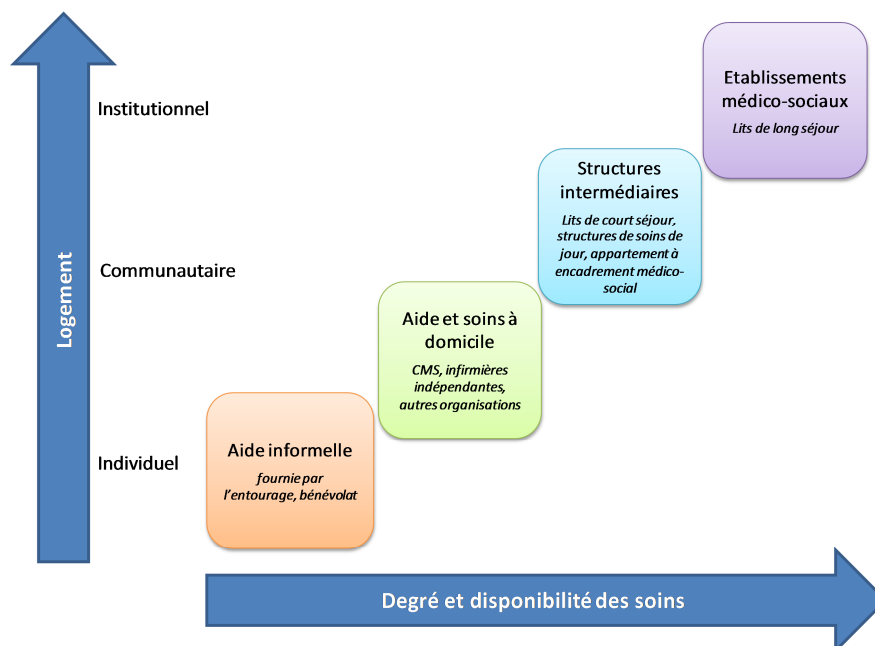 Etablissements
médico-sociaux
Lits de long séjour
Institutionnel
Structures
intermédiaires
Lits de court séjour,
structures de soins de
jour, appartement à
encadrement médico-
social
Communautaire
Logement
Aide et soins à
domicile
CMS, infirmières
indépendantes,
autres organisations
Individuel
Aide informelle
fournie par
l'entourage, bénévolat
Degré et disponibilité des soins